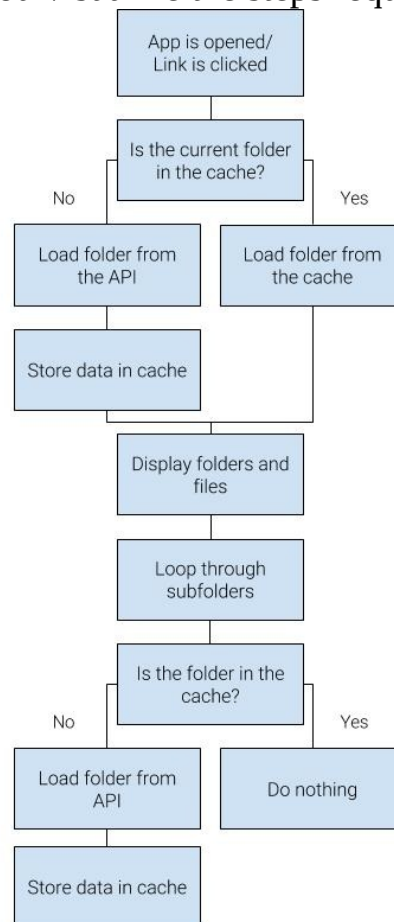 App is opened/
Link is clicked
Is the current folder
in the cache?
No
Yes
Load folder from
the API
Load folder from
the cache
Store data in cache
Display folders and
files
Loop through
subfolders
Is the folder in the
cache?
No
Yes
Load folder from
API
Do nothing
Store data in cache